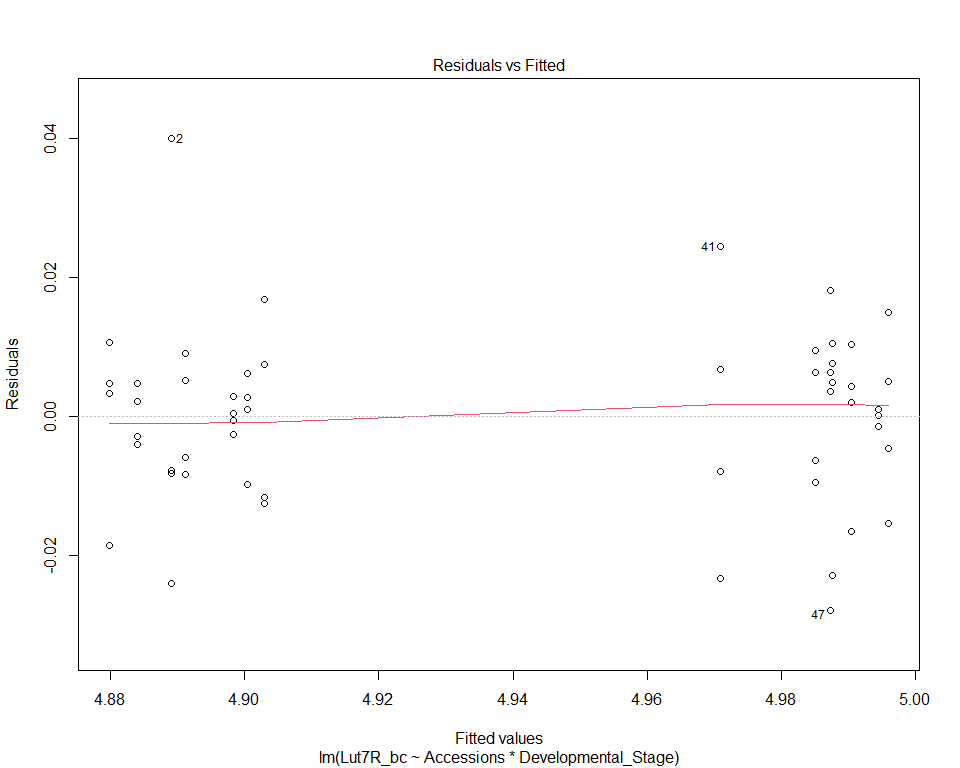 Residuals vs Fitted
Residuals
0.04
0.02
0.00
-0.02
2
41
47
4.88 4.90 4.92 4.94 4.96 4.98 5.00
Fitted values
lm(Lut7R_bc ~ Accessions * Developmental_Stage)